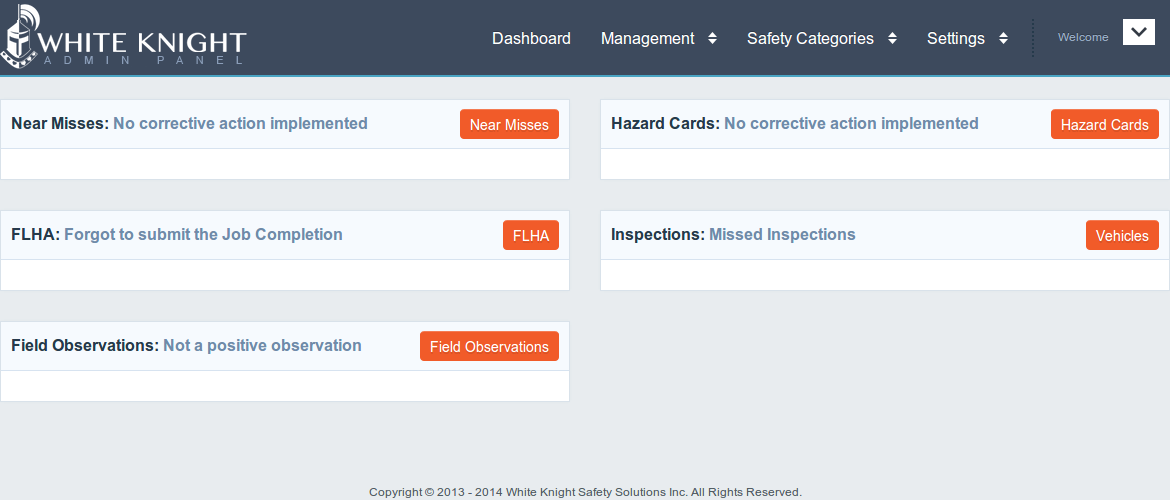 WHITE KNIGHT
ADMIN PANEL
Dashboard Management Safety Categories Settings Welcome
Near Misses: No corrective action implemented Near Misses
Hazard Cards: No corrective action implemented Hazard Cards
FLHA: Forgot to submit the Job Completion FLHA
Inspections: Missed Inspections Vehicles
Field Observations: Not a positive observation Field Observations
Copyright © 2013 - 2014 White Knight Safety Solutions Inc. All Rights Reserved.